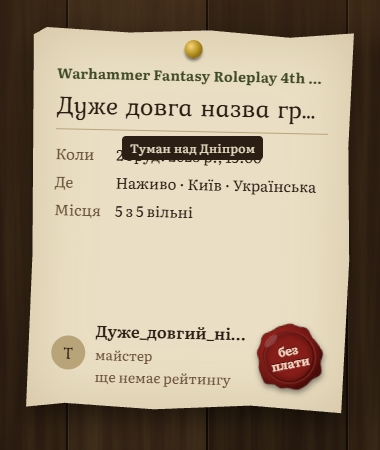 Warhammer Fantasy Roleplay 4th ...
Дуже довга назва гр...
Туман над Дніпром
Коли
Де Наживо · Київ · Українська
Місця 5 з 5 вільні
Т
Дуже_довгий_ні...
майстер
ще немає рейтингу
без
плати